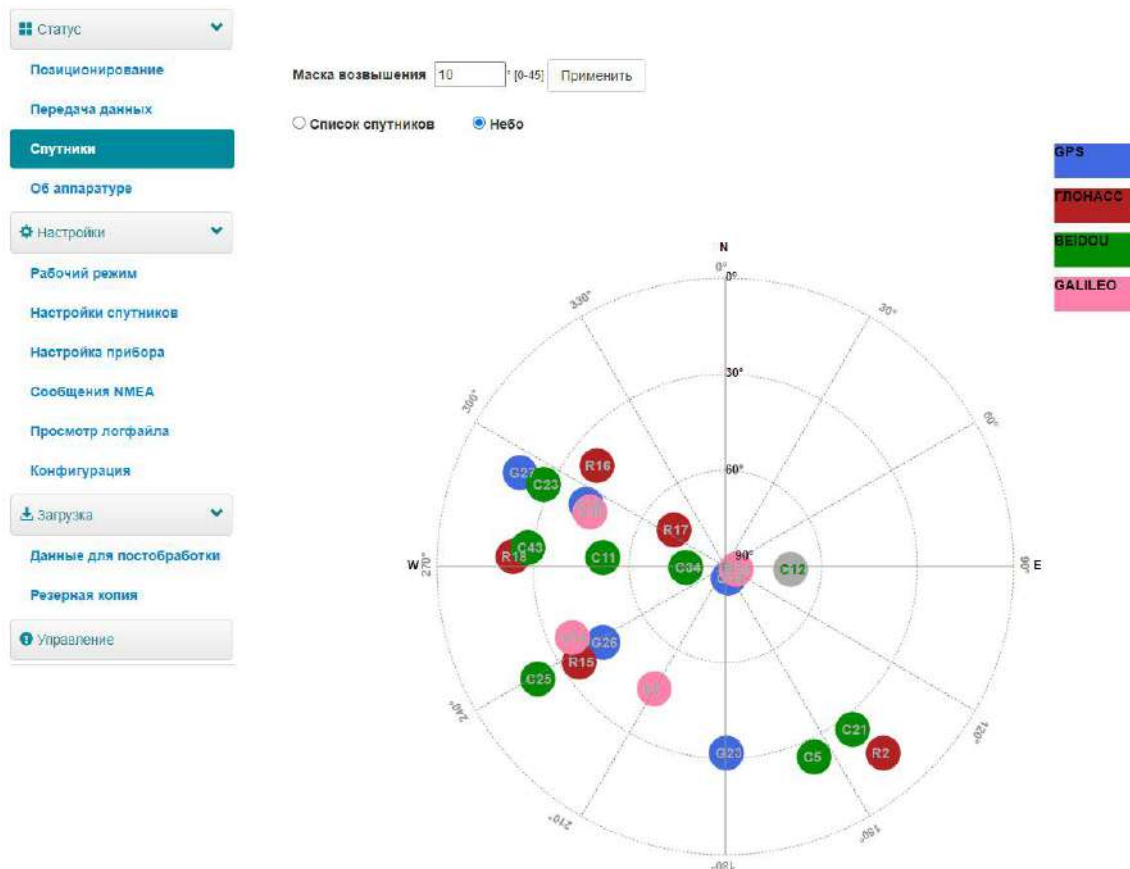 Статус
Позиционирование
Передача данных
Спутники
Об аппаратуре
Настройки
Рабочий режим
Настройки спутников
Настройка прибора
Сообщения NMEA
Просмотр логфайла
Конфигурация
Загрузка
Данные для постобработки
Резерная копия
Управление
Маска возвышения 10 ° [0-45] Применить
Список спутников Небо
GPS
ГЛОНАСС
BEIDOU
GALILEO
N
0°
0°
330°
30°
30°
300°
60°
60°
R16
G27
C23
R17
R18
C43
C11
C34
90°
C12
W
270°
90°
E
G26
R15
C25
240°
120°
G23
C21
C5
R2
210°
150°
180°